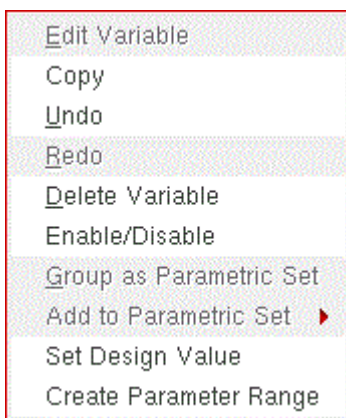 Edit Variable
Copy
Undo
Redo
Delete Variable
Enable/Disable
Group as Parametric Set
Add to Parametric Set
Set Design Value
Create Parameter Range